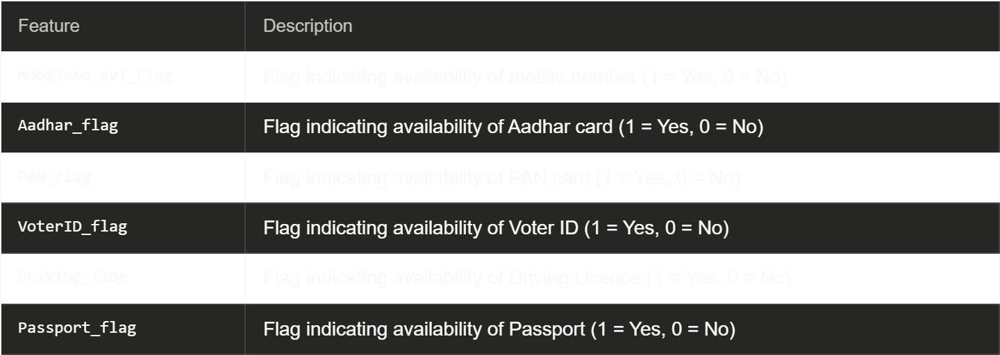 Feature Description
MobileNo_Avl_Flag Flag indicating availability of mobile number (1 = Yes, 0 = No)
Aadhar_flag Flag indicating availability of Aadhar card (1 = Yes, 0 = No)
PAN_flag Flag indicating availability of PAN card (1 = Yes, 0 = No)
VoterID_flag Flag indicating availability of Voter ID (1 = Yes, 0 = No)
Driving_flag Flag indicating availability of Driving Licence (1 = Yes, 0 = No)
Passport_flag Flag indicating availability of Passport (1 = Yes, 0 = No)